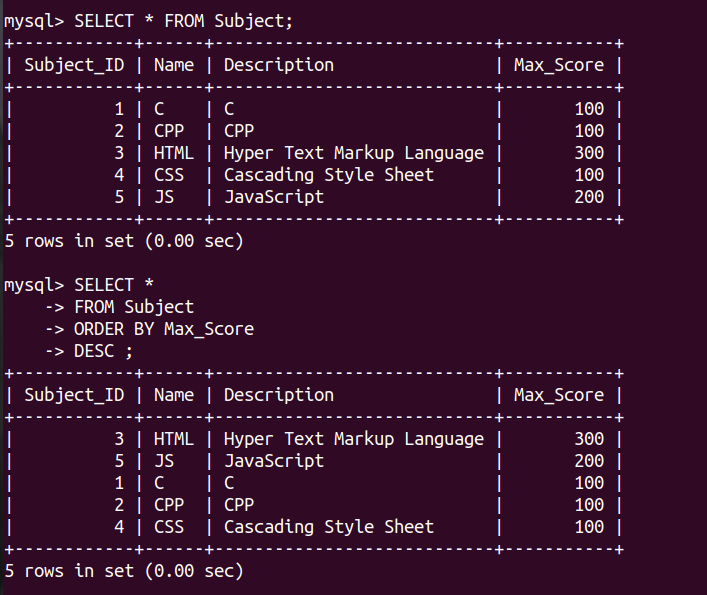 mysql> SELECT * FROM Subject;
+------------+------+---------------------------+-----------+
| Subject_ID | Name | Description               | Max_Score |
+------------+------+---------------------------+-----------+
|          1 | C    | C                         |       100 |
|          2 | CPP  | CPP                       |       100 |
|          3 | HTML | Hyper Text Markup Language |       300 |
|          4 | CSS  | Cascading Style Sheet     |       100 |
|          5 | JS   | JavaScript                |       200 |
+------------+------+---------------------------+-----------+
5 rows in set (0.00 sec)

mysql> SELECT *
    -> FROM Subject
    -> ORDER BY Max_Score
    -> DESC ;
+------------+------+---------------------------+-----------+
| Subject_ID | Name | Description               | Max_Score |
+------------+------+---------------------------+-----------+
|          3 | HTML | Hyper Text Markup Language |       300 |
|          5 | JS   | JavaScript                |       200 |
|          1 | C    | C                         |       100 |
|          2 | CPP  | CPP                       |       100 |
|          4 | CSS  | Cascading Style Sheet     |       100 |
+------------+------+---------------------------+-----------+
5 rows in set (0.00 sec)